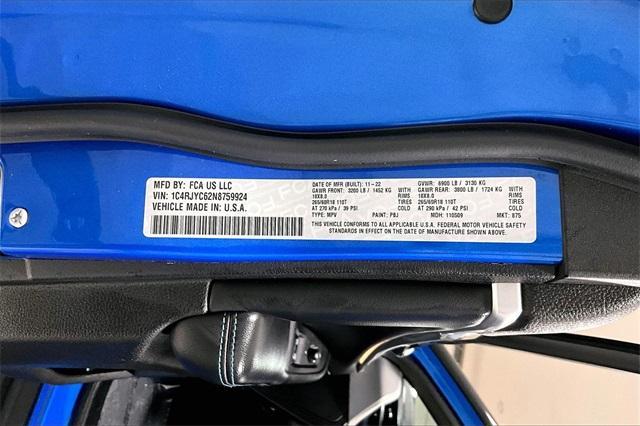 MFD BY: FCA US LLC
VIN: 1C4RJYC62N8759924
VEHICLE MADE IN: U.S.A.
DATE OF MFR (BUILT): 11-22 GVWR: 6900 LB / 3130 KG
GAWR FRONT: 3200 LB / 1452 KG GAWR REAR: 3800 LB / 1724 KG
18X8.0 RIMS 18X8.0 RIMS
265/60R18 110T TIRES 265/60R18 110T TIRES
AT 270 kPa / 39 PSI COLD AT 290 kPa / 42 PSI COLD
TYPE: MPV PAINT: PBJ MDH: 110509 MKT: 875
THIS VEHICLE CONFORMS TO ALL APPLICABLE U.S.A. FEDERAL MOTOR VEHICLE SAFETY
STANDARDS IN EFFECT ON THE DATE OF MANUFACTURE SHOWN ABOVE.